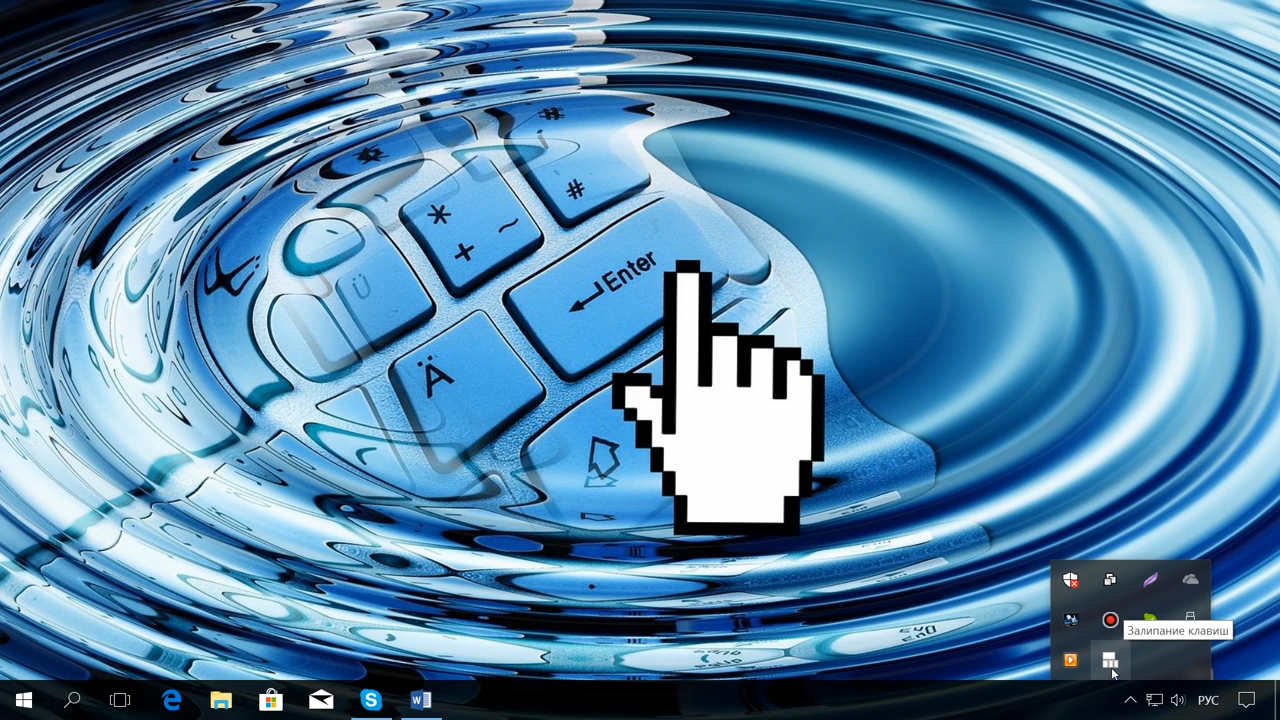 #
#
*
+ ~
Ü
Enter
Ä
Залипание клавиш
РУС